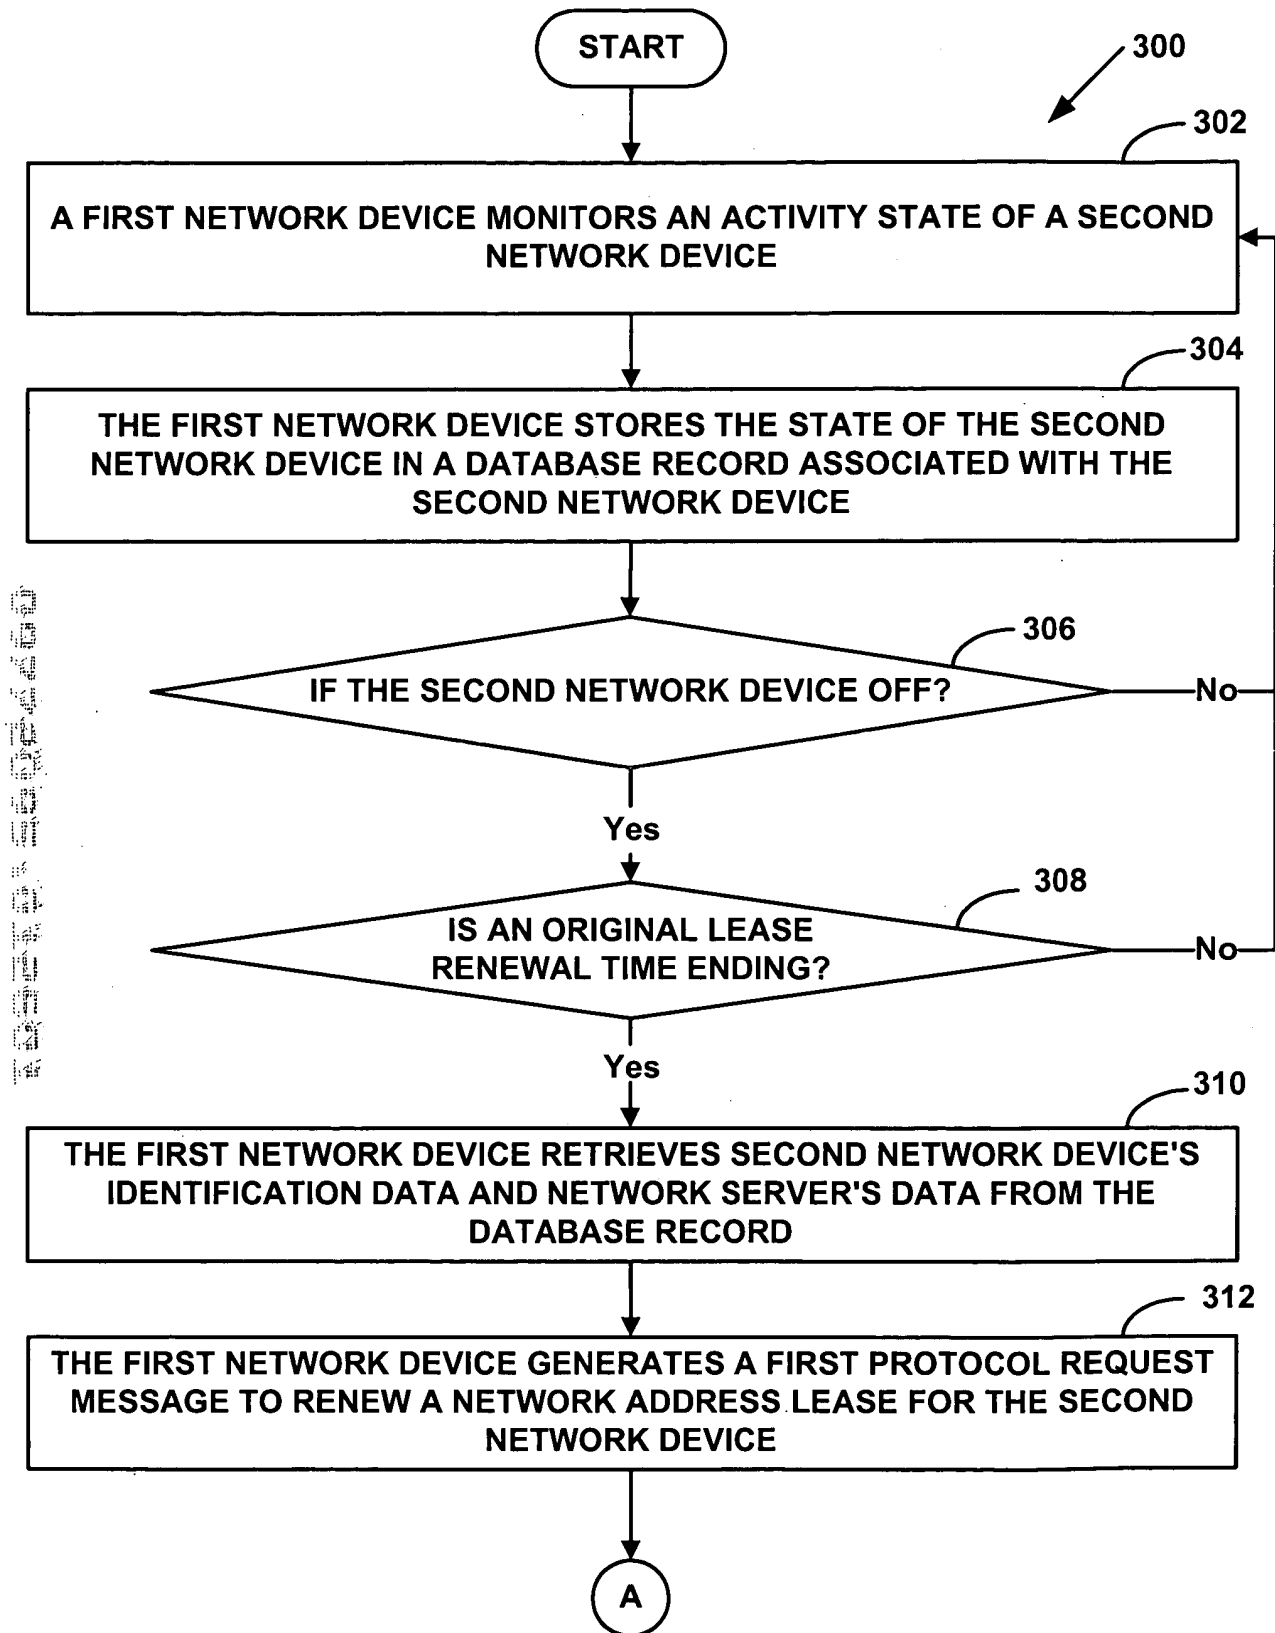 START
300
302
A FIRST NETWORK DEVICE MONITORS AN ACTIVITY STATE OF A SECOND
NETWORK DEVICE
304
THE FIRST NETWORK DEVICE STORES THE STATE OF THE SECOND
NETWORK DEVICE IN A DATABASE RECORD ASSOCIATED WITH THE
SECOND NETWORK DEVICE
306
IF THE SECOND NETWORK DEVICE OFF?
No
Yes
308
IS AN ORIGINAL LEASE
RENEWAL TIME ENDING?
No
Yes
310
THE FIRST NETWORK DEVICE RETRIEVES SECOND NETWORK DEVICE'S
IDENTIFICATION DATA AND NETWORK SERVER'S DATA FROM THE
DATABASE RECORD
312
THE FIRST NETWORK DEVICE GENERATES A FIRST PROTOCOL REQUEST
MESSAGE TO RENEW A NETWORK ADDRESS LEASE FOR THE SECOND
NETWORK DEVICE
A